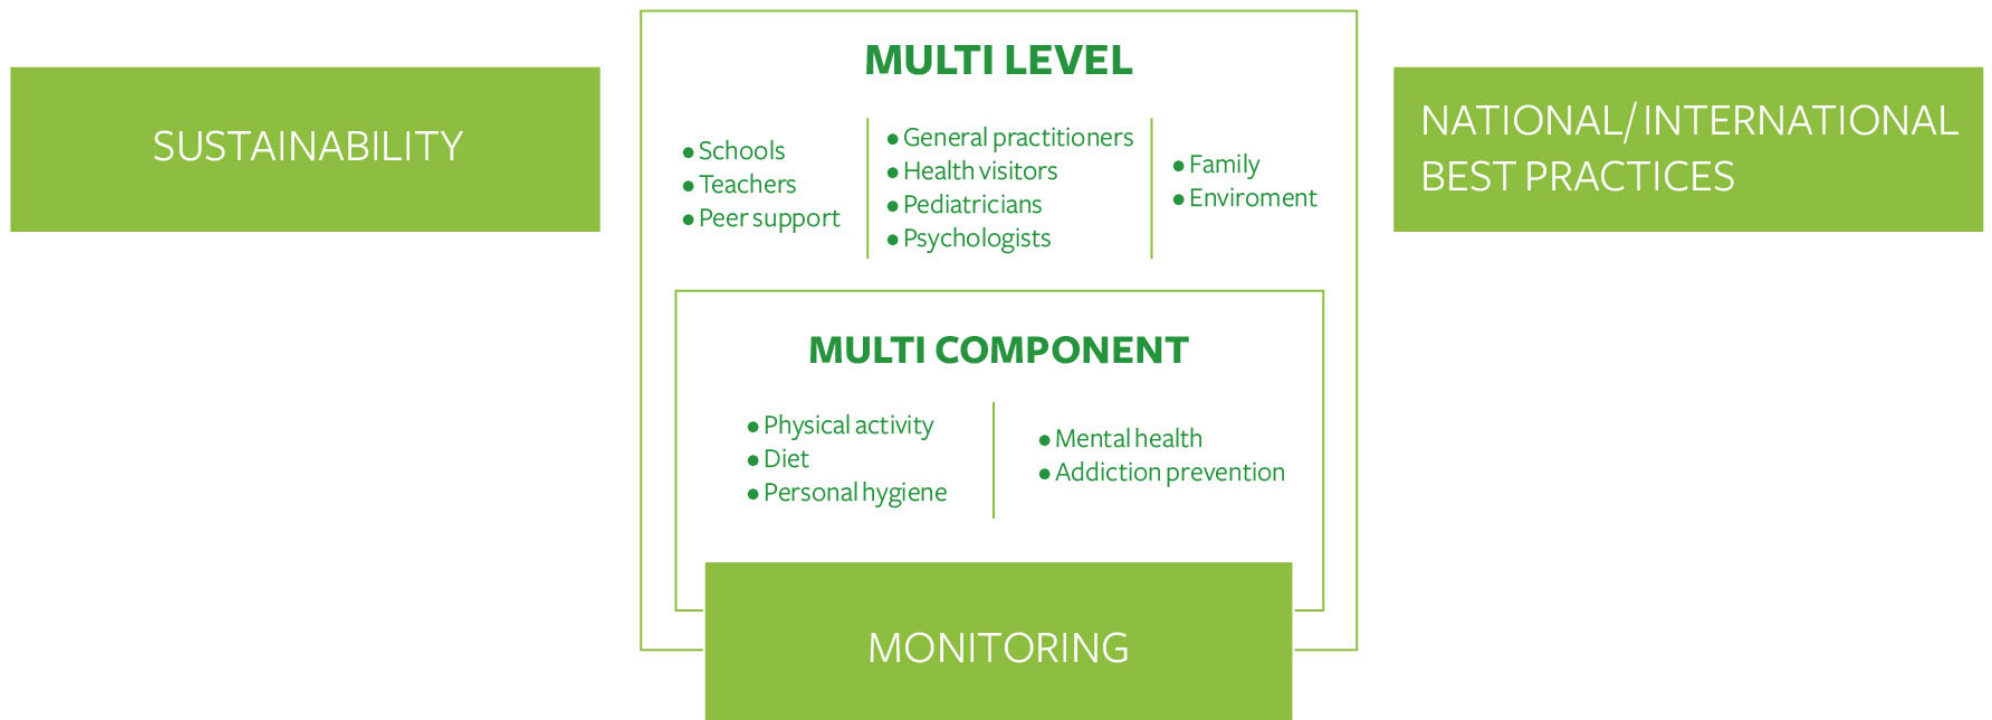 SUSTAINABILITY
MULTI LEVEL
• Schools
• Teachers
• Peer support
• General practitioners
• Health visitors
• Pediatricians
• Psychologists
• Family
• Enviroment
NATIONAL/INTERNATIONAL
BEST PRACTICES
MULTI COMPONENT
• Physical activity
• Diet
• Personal hygiene
• Mental health
• Addiction prevention
MONITORING